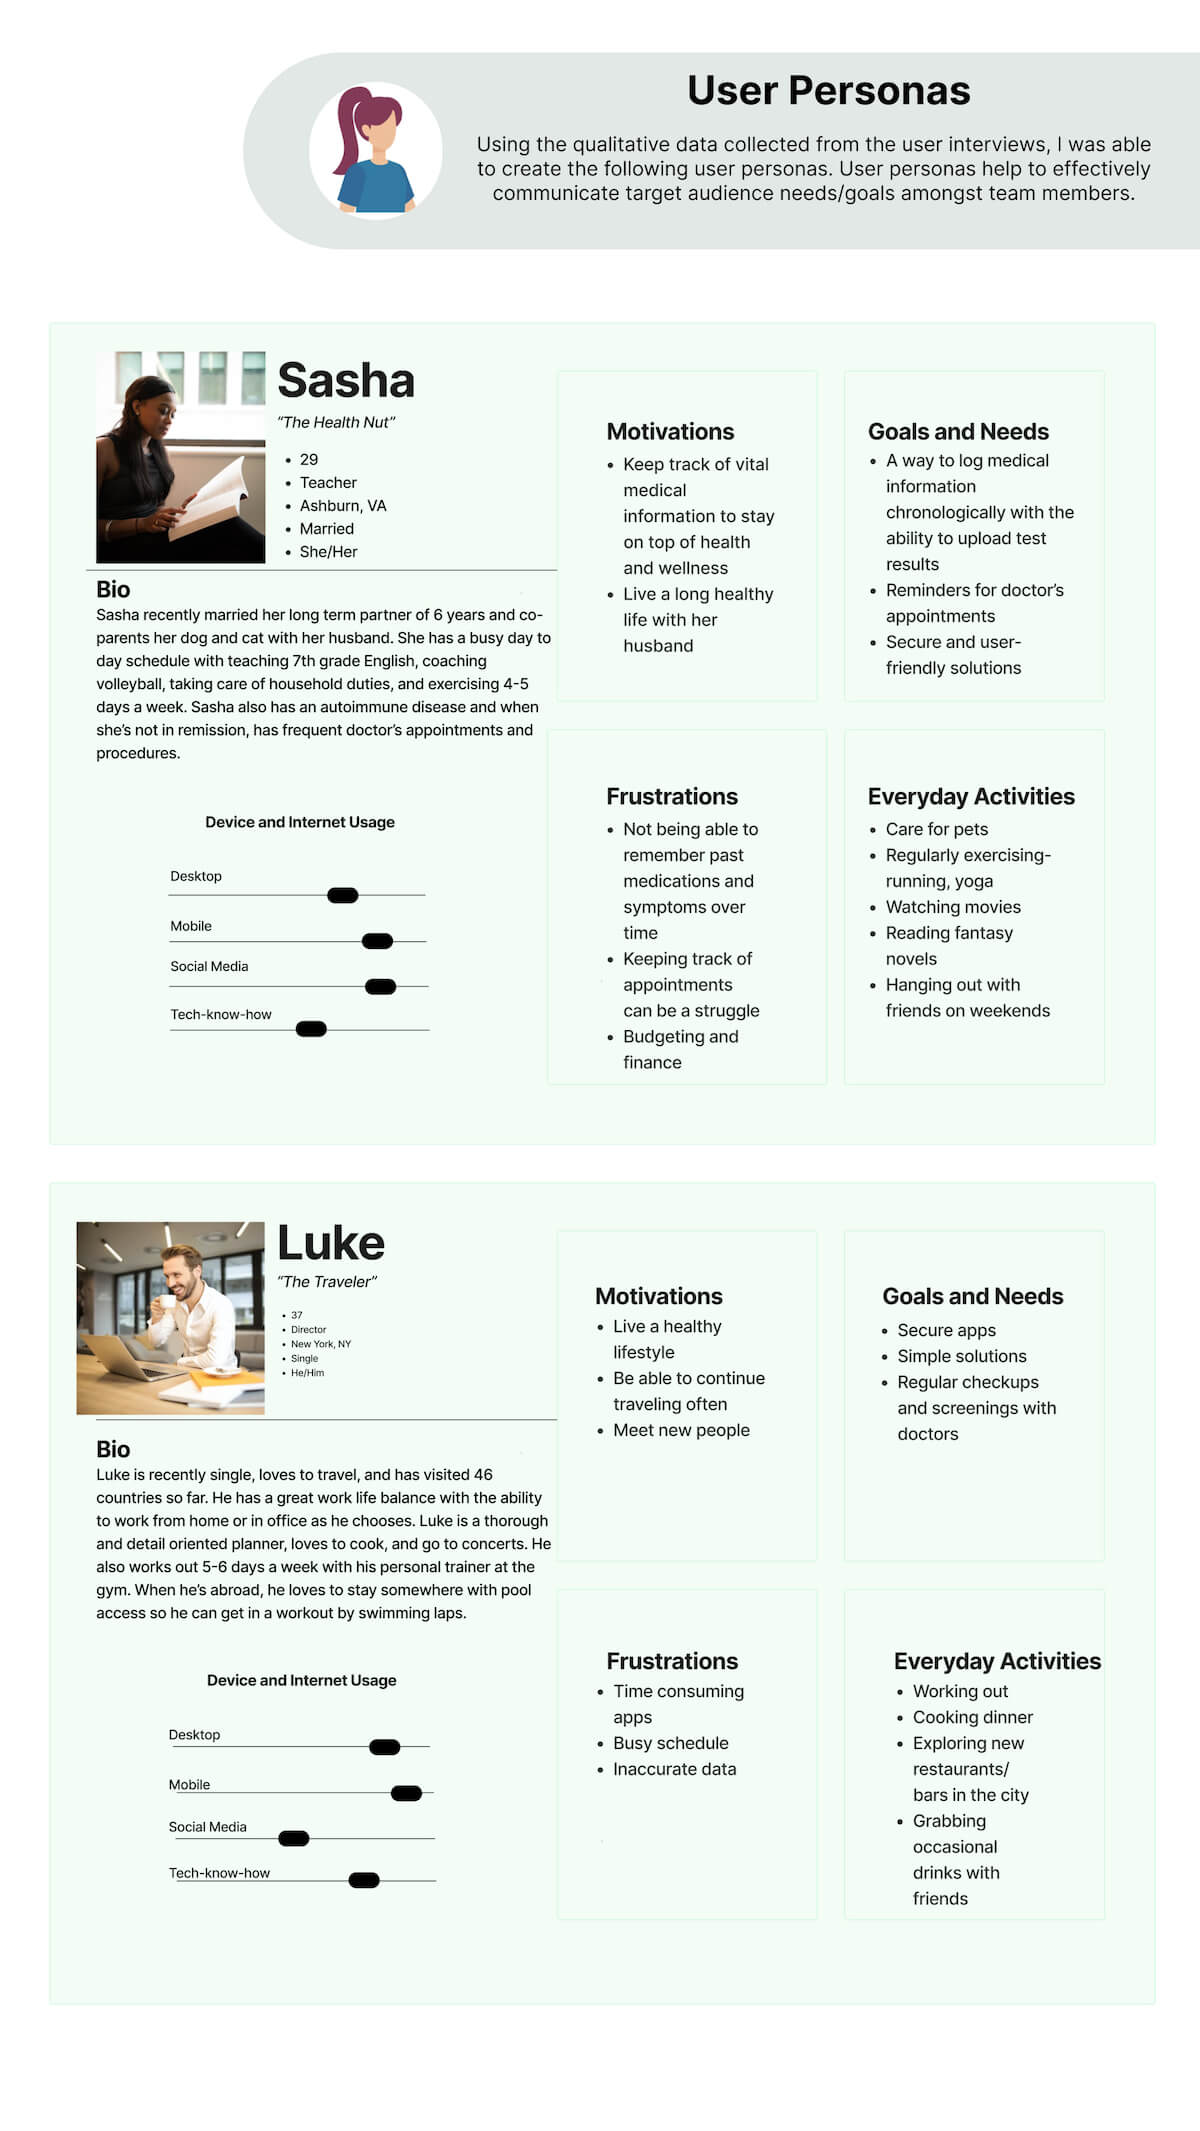 User Personas
Using the qualitative data collected from the user interviews, I was able
to create the following user personas. User personas help to effectively
communicate target audience needs/goals amongst team members.
Sasha
“The Health Nut”
• 29
• Teacher
• Ashburn, VA
• Married
• She/Her
Bio
Sasha recently married her long term partner of 6 years and co-
parents her dog and cat with her husband. She has a busy day to
day schedule with teaching 7th grade English, coaching
volleyball, taking care of household duties, and exercising 4-5
days a week. Sasha also has an autoimmune disease and when
she’s not in remission, has frequent doctor’s appointments and
procedures.
Device and Internet Usage
Desktop
Mobile
Social Media
Tech-know-how
Motivations
• Keep track of vital
medical
information to stay
on top of health
and wellness
• Live a long healthy
life with her
husband
Goals and Needs
• A way to log medical
information
chronologically with the
ability to upload test
results
• Reminders for doctor’s
appointments
• Secure and user-
friendly solutions
Frustrations
• Not being able to
remember past
medications and
symptoms over
time
• Keeping track of
appointments
can be a struggle
• Budgeting and
finance
Everyday Activities
• Care for pets
• Regularly exercising-
running, yoga
• Watching movies
• Reading fantasy
novels
• Hanging out with
friends on weekends
Luke
“The Traveler”
• 37
• Director
• New York, NY
• Single
• He/Him
Bio
Luke is recently single, loves to travel, and has visited 46
countries so far. He has a great work life balance with the ability
to work from home or in office as he chooses. Luke is a thorough
and detail oriented planner, loves to cook, and go to concerts. He
also works out 5-6 days a week with his personal trainer at the
gym. When he’s abroad, he loves to stay somewhere with pool
access so he can get in a workout by swimming laps.
Device and Internet Usage
Desktop
Mobile
Social Media
Tech-know-how
Motivations
• Live a healthy
lifestyle
• Be able to continue
traveling often
• Meet new people
Goals and Needs
• Secure apps
• Simple solutions
• Regular checkups
and screenings with
doctors
Frustrations
• Time consuming
apps
• Busy schedule
• Inaccurate data
Everyday Activities
• Working out
• Cooking dinner
• Exploring new
restaurants/
bars in the city
• Grabbing
occasional
drinks with
friends